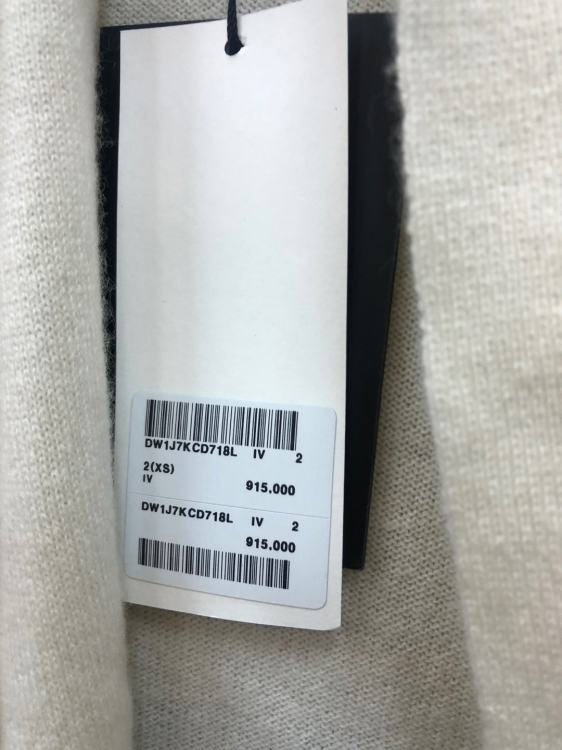 DW1J7KCD718L IV 2
2(XS)
IV
915.000
DW1J7KCD718L IV 2
915.000